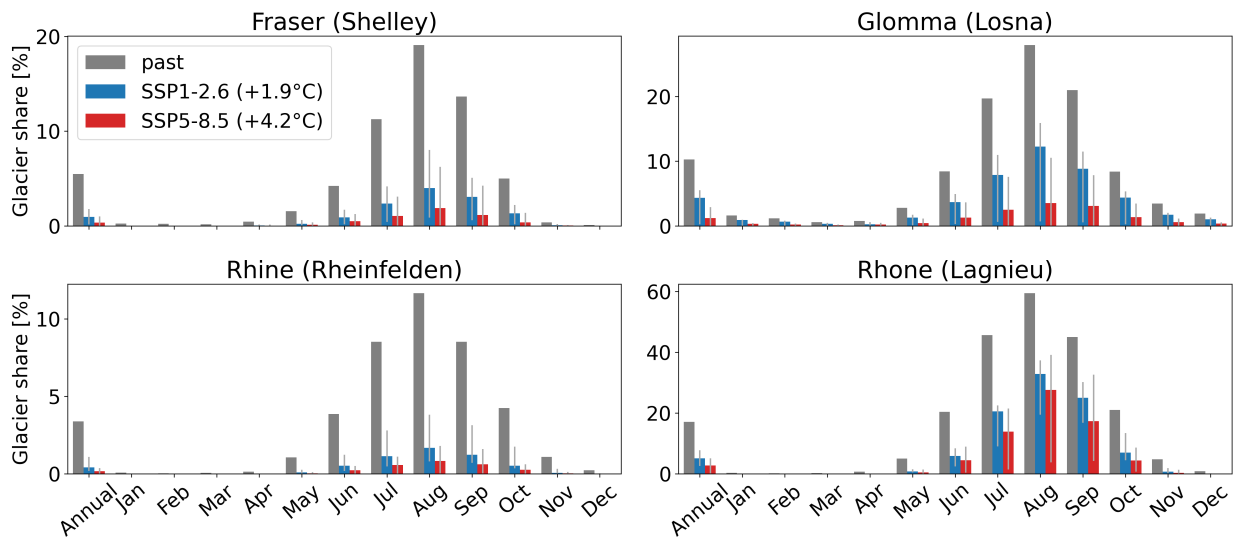 Fraser (Shelley)
Glacier share [%]
20
10
0
past
SSP1-2.6 (+1.9°C)
SSP5-8.5 (+4.2°C)
Glomma (Losna)
20
10
0
Rhine (Rheinfelden)
Glacier share [%]
10
5
0
Annual Jan Feb Mar Apr May Jun Jul Aug Sep Oct Nov Dec
Rhone (Lagnieu)
60
40
20
0
Annual Jan Feb Mar Apr May Jun Jul Aug Sep Oct Nov Dec